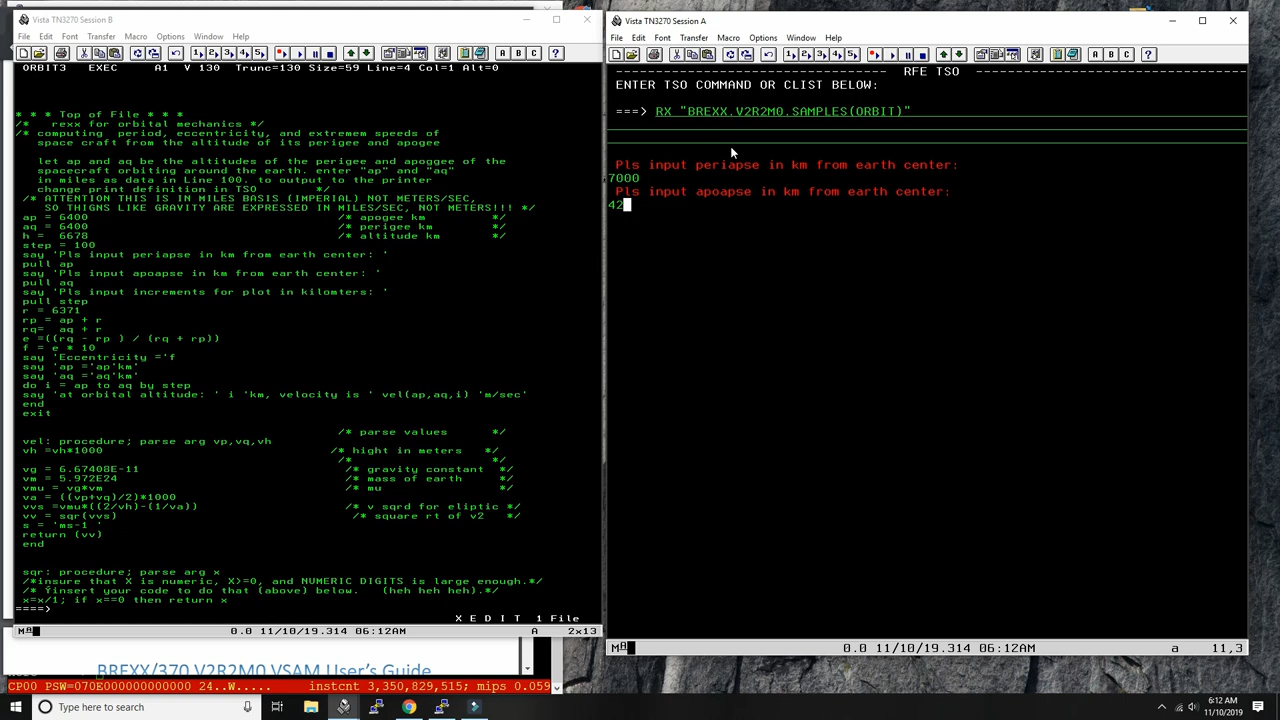 Vista TN3270 Session B
File Edit Font Transfer Macro Options Window Help
ORBIT3 EXEC A1 V 130 Trunc=130 Size=59 Line=4 Col=1 Alt=0
* * * Top of File * * *
/* rexx for orbital mechanics */
/* computing period, eccentricity, and extremem speeds of
space craft from the altitude of its perigee and apogee
let ap and aq be the altitudes of the perigee and apoggee of the
spacecraft orbiting around the earth. enter "ap" and "aq"
in miles as data in Line 100. to output to the printer
change print definition in TSO */
/* ATTENTION THIS IS IN MILES BASIS (IMPERIAL) NOT METERS/SEC,
SO THIGNS LIKE GRAVITY ARE EXPRESSED IN MILES/SEC, NOT METERS!!! */
ap = 6400 /* apogee km */
aq = 6400 /* perigee km */
h = 6678 /* altitude km */
step = 100
say 'Pls input periapse in km from earth center: '
pull ap
say 'Pls input apoapse in km from earth center: '
pull aq
say 'Pls input increments for plot in kilomters: '
pull step
r = 6371
rp = ap + r
rq= aq + r
e =((rq - rp ) / (rq + rp))
f = e * 10
say 'Eccentricity ='f
say 'ap ='ap'km'
say 'aq ='aq'km'
do i = ap to aq by step
say 'at orbital altitude: ' i 'km, velocity is ' vel(ap,aq,i) 'm/sec'
end
exit
/* parse values */
vel: procedure; parse arg vp,vq,vh
vh =vh*1000 /* hight in meters */
/* */
vg = 6.67408E-11 /* gravity constant */
vm = 5.972E24 /* mass of earth */
vmu = vg*vm /* mu */
va = ((vp+vq)/2)*1000
vvs =vmu*((2/vh)-(1/va)) /* v sqrd for eliptic */
vv = sqr(vvs) /* square rt of v2 */
s = 'ms-1 '
return (vv)
end
sqr: procedure; parse arg x
/*insure that X is numeric, X>=0, and NUMERIC DIGITS is large enough.*/
/* Ýinsert your code to do that (above) below. (heh heh heh).*/
x=x/1; if x==0 then return x
====>
X E D I T 1 File
0.0 11/10/19.314 06:12AM A 2x13
BREXX/370 V2R2M0 VSAM User's Guide
CP00 PSW=070E000000000000 24..W..... instcnt 3,350,829,515; mips 0.059
Vista TN3270 Session A
File Edit Font Transfer Macro Options Window Help
------------------------------- RFE TSO -------------------------------
ENTER TSO COMMAND OR CLIST BELOW:
===> RX "BREXX.V2R2M0.SAMPLES(ORBIT)"
Pls input periapse in km from earth center:
7000
Pls input apoapse in km from earth center:
42
0.0 11/10/19.314 06:12AM a 11,3
Type here to search
6:12 AM
11/10/2019